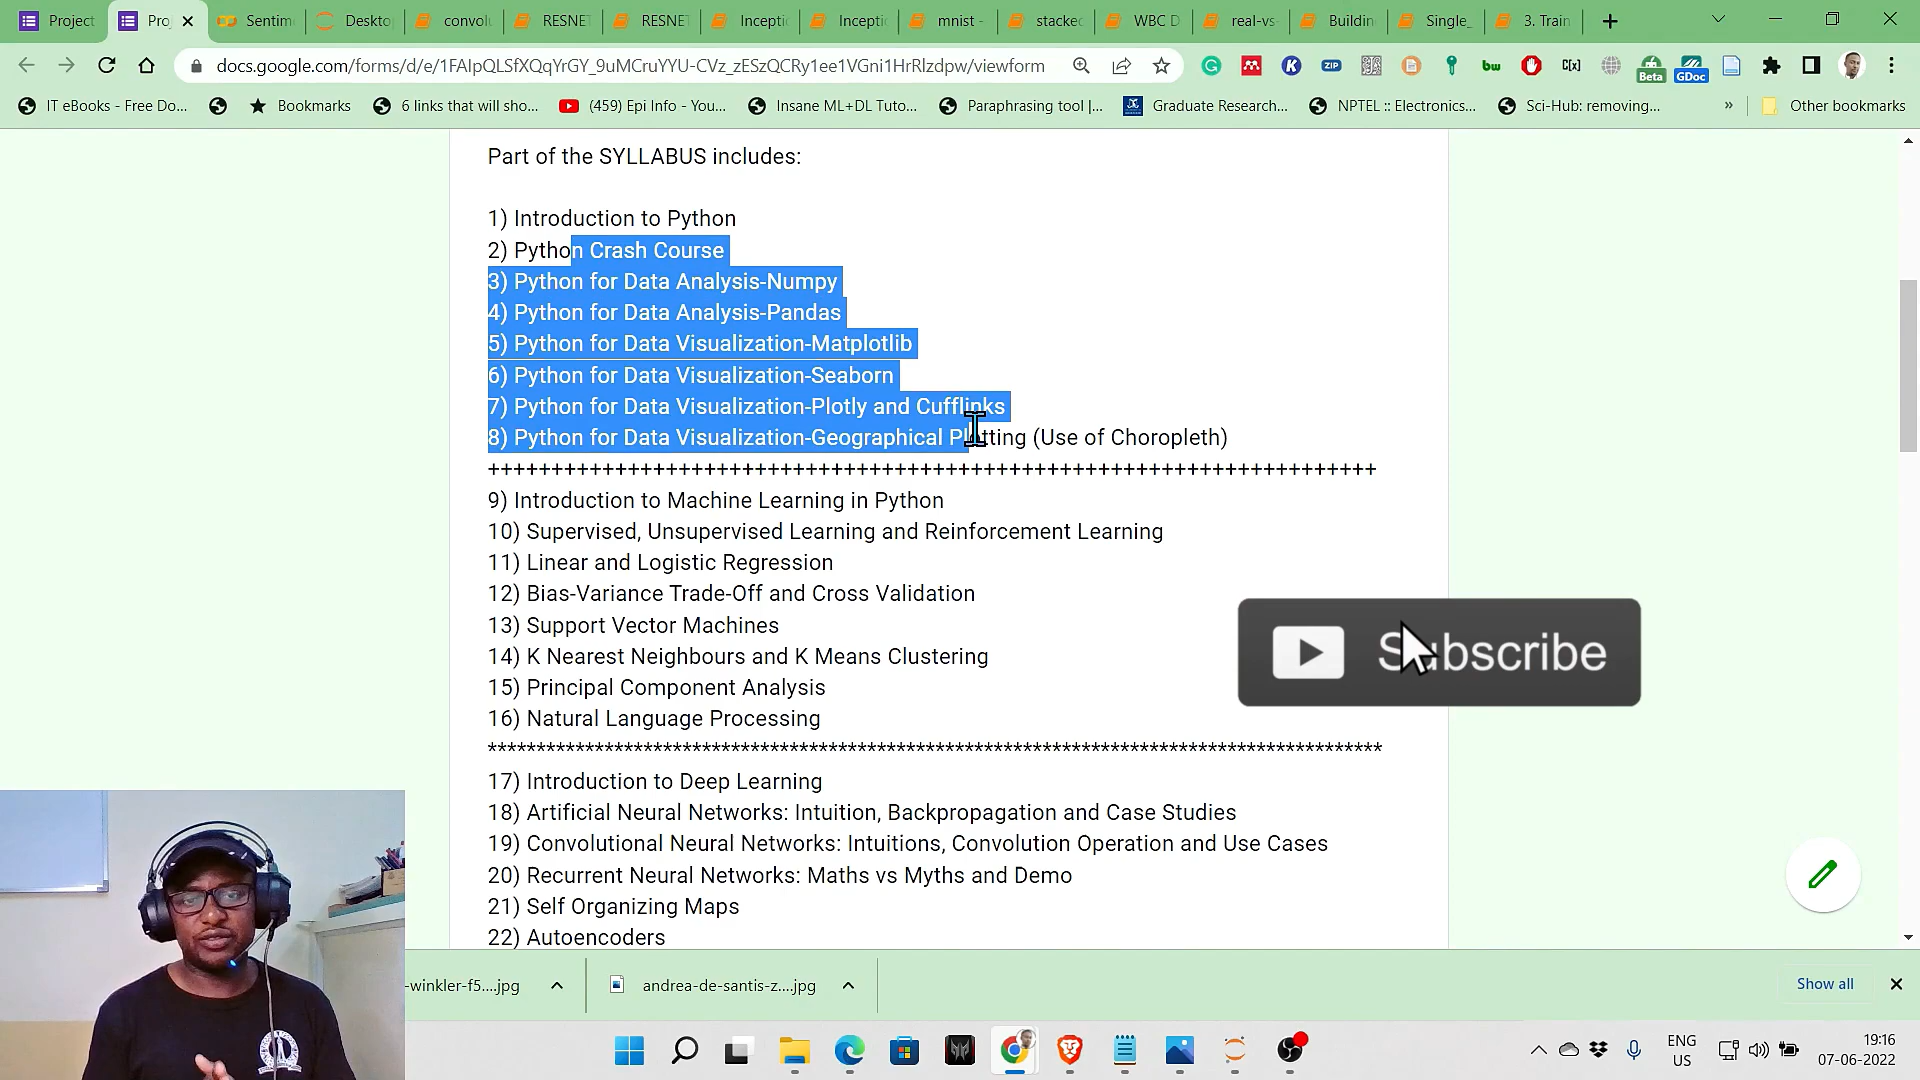 Project
Proj
Sentim
Deskto
convol
RESNET
RESNET
Incepti
Incepti
mnist -
stacked
WBC D
real-vs-
Building
Single_
3. Train
docs.google.com/forms/d/e/1FAIpQLSfXQqYrGY_9uMCruYYU-CVz_zESzQCRy1ee1VGni1HrRlzdpw/viewform
ZIP
bw
C[x]
Beta
GDoc
IT eBooks - Free Do...
Bookmarks
6 links that will sho...
(459) Epi Info - You...
Insane ML+DL Tuto...
Paraphrasing tool |...
Graduate Research...
NPTEL :: Electronics...
Sci-Hub: removing...
»
Other bookmarks
Part of the SYLLABUS includes:
1) Introduction to Python
2) Python Crash Course
3) Python for Data Analysis-Numpy
4) Python for Data Analysis-Pandas
5) Python for Data Visualization-Matplotlib
6) Python for Data Visualization-Seaborn
7) Python for Data Visualization-Plotly and Cufflinks
8) Python for Data Visualization-Geographical Plotting (Use of Choropleth)
++++++++++++++++++++++++++++++++++++++++++++++++++++++++++++++++++++++
9) Introduction to Machine Learning in Python
10) Supervised, Unsupervised Learning and Reinforcement Learning
11) Linear and Logistic Regression
12) Bias-Variance Trade-Off and Cross Validation
13) Support Vector Machines
14) K Nearest Neighbours and K Means Clustering
15) Principal Component Analysis
16) Natural Language Processing
******************************************************************************************
17) Introduction to Deep Learning
18) Artificial Neural Networks: Intuition, Backpropagation and Case Studies
19) Convolutional Neural Networks: Intuitions, Convolution Operation and Use Cases
20) Recurrent Neural Networks: Maths vs Myths and Demo
21) Self Organizing Maps
22) Autoencoders
Subscribe
-winkler-f5....jpg
andrea-de-santis-z....jpg
Show all
ENG
US
19:16
07-06-2022